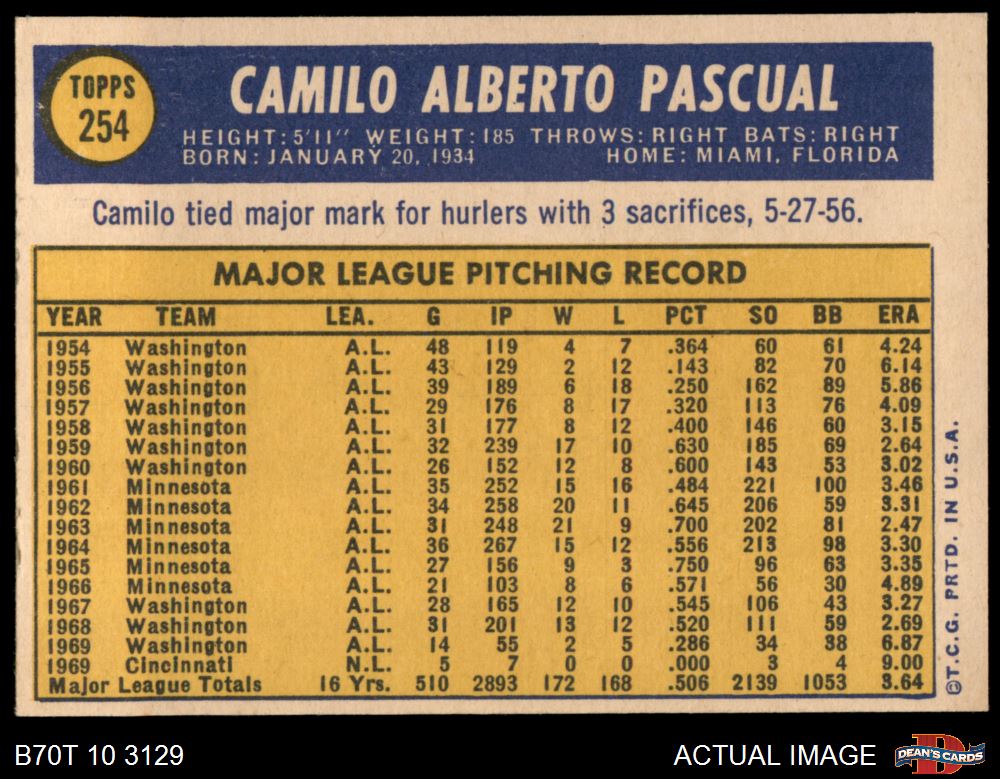 TOPPS
254
CAMILO ALBERTO PASCUAL
HEIGHT: 5'11" WEIGHT: 185 THROWS: RIGHT BATS: RIGHT
BORN: JANUARY 20, 1934 HOME: MIAMI, FLORIDA
Camilo tied major mark for hurlers with 3 sacrifices, 5-27-56.
MAJOR LEAGUE PITCHING RECORD
YEAR TEAM LEA. G IP W L PCT SO BB ERA
1954 Washington A.L. 48 119 4 7 .364 60 61 4.24
1955 Washington A.L. 43 129 2 12 .143 82 70 6.14
1956 Washington A.L. 39 189 6 18 .250 162 89 5.86
1957 Washington A.L. 29 176 8 17 .320 113 76 4.09
1958 Washington A.L. 31 177 8 12 .400 146 60 3.15
1959 Washington A.L. 32 239 17 10 .630 185 69 2.64
1960 Washington A.L. 26 152 12 8 .600 143 53 3.02
1961 Minnesota A.L. 35 252 15 16 .484 221 100 3.46
1962 Minnesota A.L. 34 258 20 11 .645 206 59 3.31
1963 Minnesota A.L. 31 248 21 9 .700 202 81 2.47
1964 Minnesota A.L. 36 267 15 12 .556 213 98 3.30
1965 Minnesota A.L. 27 156 9 3 .750 96 63 3.35
1966 Minnesota A.L. 21 103 8 6 .571 56 30 4.89
1967 Washington A.L. 28 165 12 10 .545 106 43 3.27
1968 Washington A.L. 31 201 13 12 .520 111 59 2.69
1969 Washington A.L. 14 55 2 5 .286 34 38 6.87
1969 Cincinnati N.L. 5 7 0 0 .000 3 4 9.00
Major League Totals 16 Yrs. 510 2893 172 168 .506 2139 1053 3.64
©T.C.G. PRTD. IN U.S.A.
B70T 10 3129
ACTUAL IMAGE
D
DEAN'S CARDS